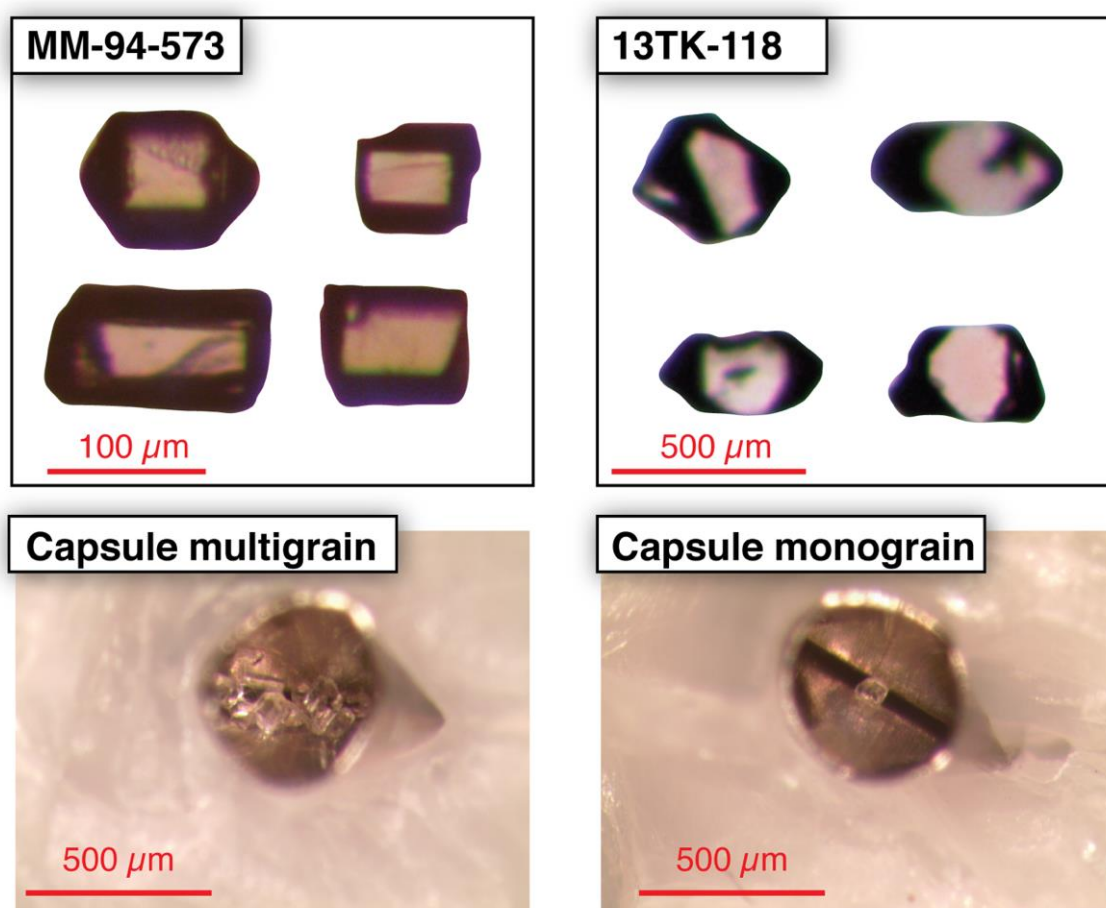 MM-94-573
13TK-118
100 µm
500 µm
Capsule multigrain
Capsule monograin
500 µm
500 µm